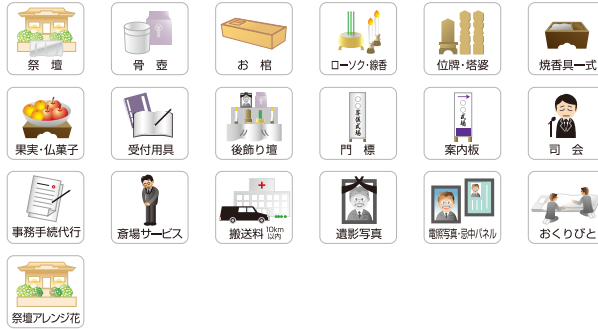 祭 壇
骨 壺
お 棺
ローソク・線香
位牌・塔婆
焼香具一式
果実・仏菓子
受付用具
後飾り壇
門 標
案内板
司 会
事務手続代行
斎場サービス
搬送料 10km以内
遺影写真
電照写真・忌中パネル
おくりびと
祭壇アレンジ花